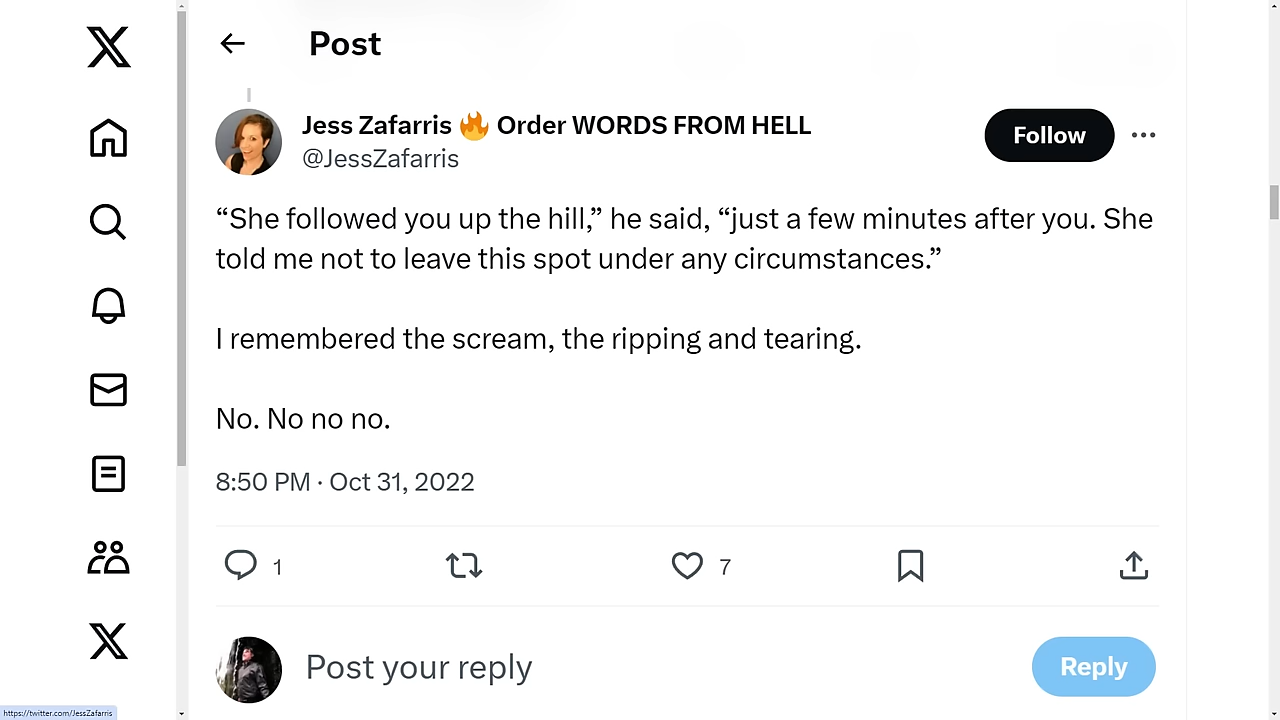 Post
Jess Zafarris 🔥 Order WORDS FROM HELL
@JessZafarris
Follow
“She followed you up the hill,” he said, “just a few minutes after you. She
told me not to leave this spot under any circumstances.”
I remembered the scream, the ripping and tearing.
No. No no no.
8:50 PM · Oct 31, 2022
1
7
Post your reply
Reply
https://twitter.com/JessZafarris